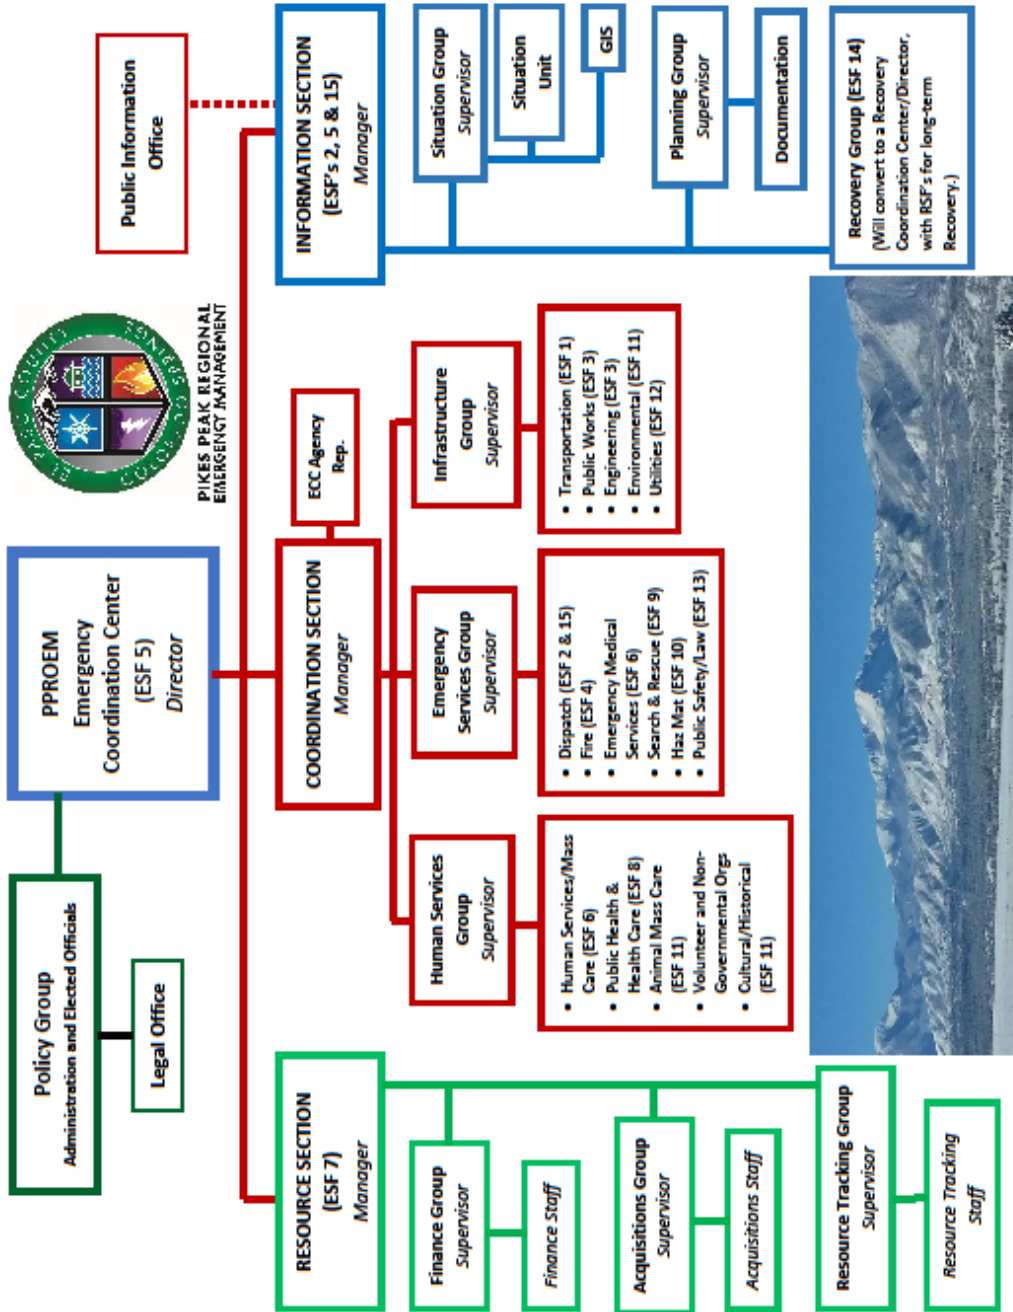 Policy Group
Administration and Elected Officials
Legal Office
PPROEM
Emergency
Coordination Center
(ESF 5)
Director
EL PASO COUNTY
COLORADO SPRINGS
PIKES PEAK REGIONAL
EMERGENCY MANAGEMENT
Public Information
Office
RESOURCE SECTION
(ESF 7)
Manager
Finance Group
Supervisor
Finance Staff
Acquisitions Group
Supervisor
Acquisitions Staff
Resource Tracking Group
Supervisor
Resource Tracking
Staff
COORDINATION SECTION
Manager
ECC Agency
Rep.
Human Services
Group
Supervisor
• Human Services/Mass
Care (ESF 6)
• Public Health &
Health Care (ESF 8)
• Animal Mass Care
(ESF 11)
• Volunteer and Non-
Governmental Orgs
• Cultural/Historical
(ESF 11)
Emergency
Services Group
Supervisor
• Dispatch (ESF 2 & 15)
• Fire (ESF 4)
• Emergency Medical
Services (ESF 6)
• Search & Rescue (ESF 9)
• Haz Mat (ESF 10)
• Public Safety/Law (ESF 13)
Infrastructure
Group
Supervisor
• Transportation (ESF 1)
• Public Works (ESF 3)
• Engineering (ESF 3)
• Environmental (ESF 11)
• Utilities (ESF 12)
INFORMATION SECTION
(ESF's 2, 5 & 15)
Manager
Situation Group
Supervisor
Situation
Unit
GIS
Planning Group
Supervisor
Documentation
Recovery Group (ESF 14)
(Will convert to a Recovery
Coordination Center/Director,
with RSF's for long-term
Recovery.)